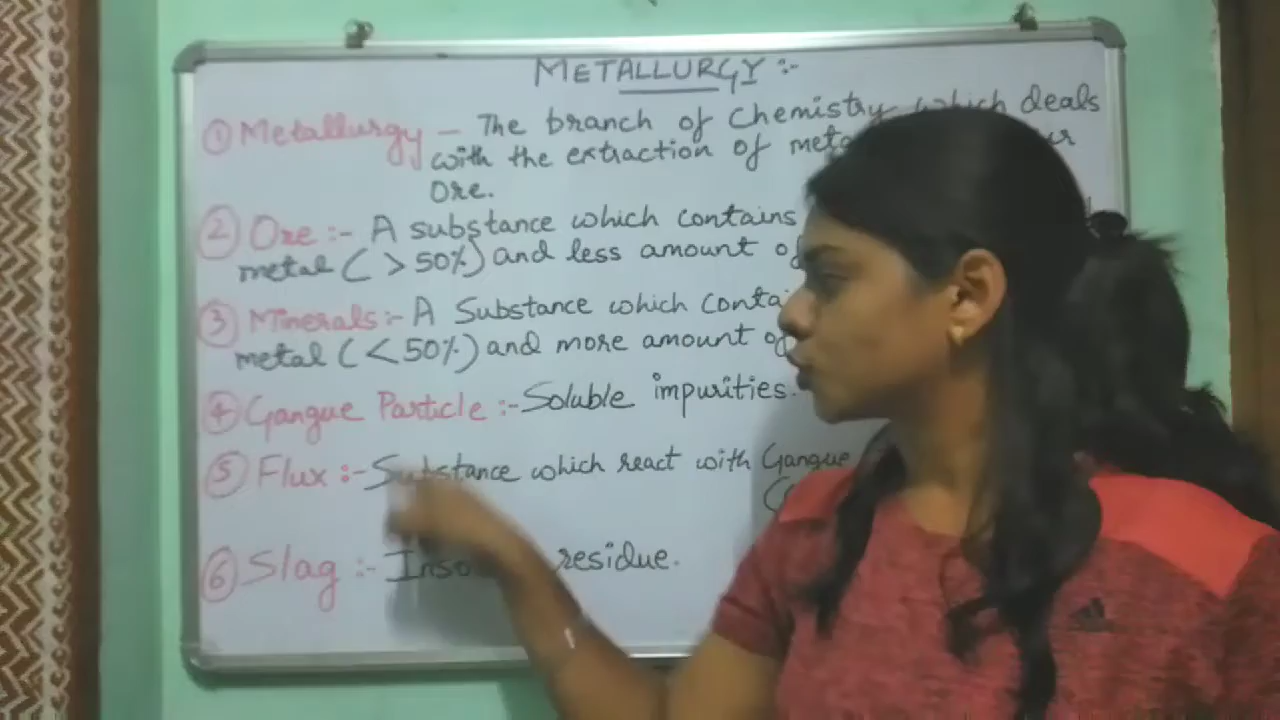 METALLURGY :-
① Metallurgy - The branch of Chemistry which deals
with the extraction of
Ore.
② Ore :- A substance which contains
metal ( > 50%) and less amount of
③ Minerals:- A Substance which
metal ( < 50%) and more amount of
④ Gangue Particle :- Soluble impurities.
⑤ Flux :- Substance which react with Gangue
⑥ Slag :- residue.